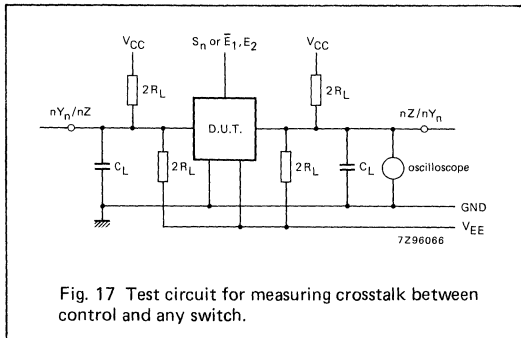 V_CC
S_n or Ē_1, E_2
V_CC
2R_L
2R_L
nY_n/nZ
D.U.T.
nZ/nY_n
C_L
2R_L
2R_L
C_L
oscilloscope
GND
V_EE
7Z96066
Fig. 17 Test circuit for measuring crosstalk between
control and any switch.